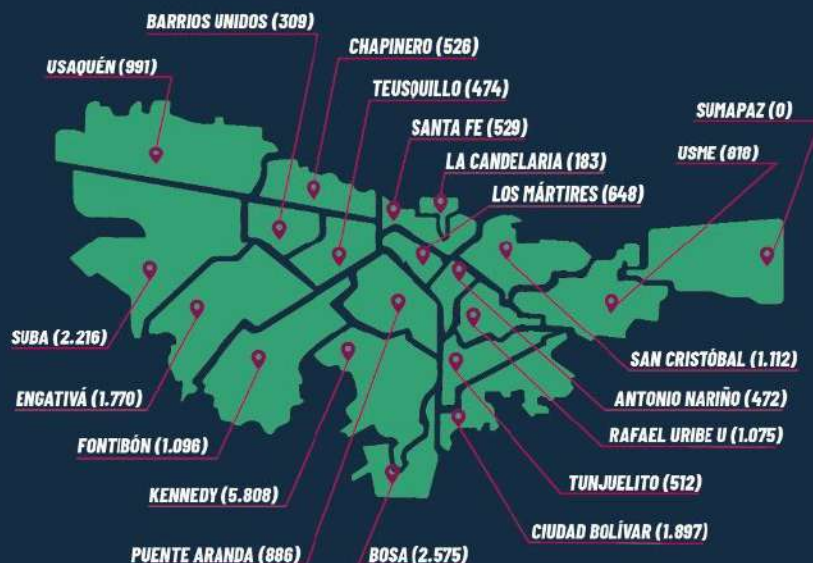 BARRIOS UNIDOS (309)
CHAPINERO (526)
USAQUÉN (991)
TEUSQUILLO (474)
SUMAPAZ (0)
SANTA FE (529)
USME (818)
LA CANDELARIA (183)
LOS MÁRTIRES (648)
SUBA (2.216)
SAN CRISTÓBAL (1.112)
ENGATIVÁ (1.770)
ANTONIO NARIÑO (472)
FONTIBÓN (1.096)
RAFAEL URIBE U (1.075)
KENNEDY (5.808)
TUNJUELITO (512)
CIUDAD BOLÍVAR (1.897)
PUENTE ARANDA (886)
BOSA (2.575)